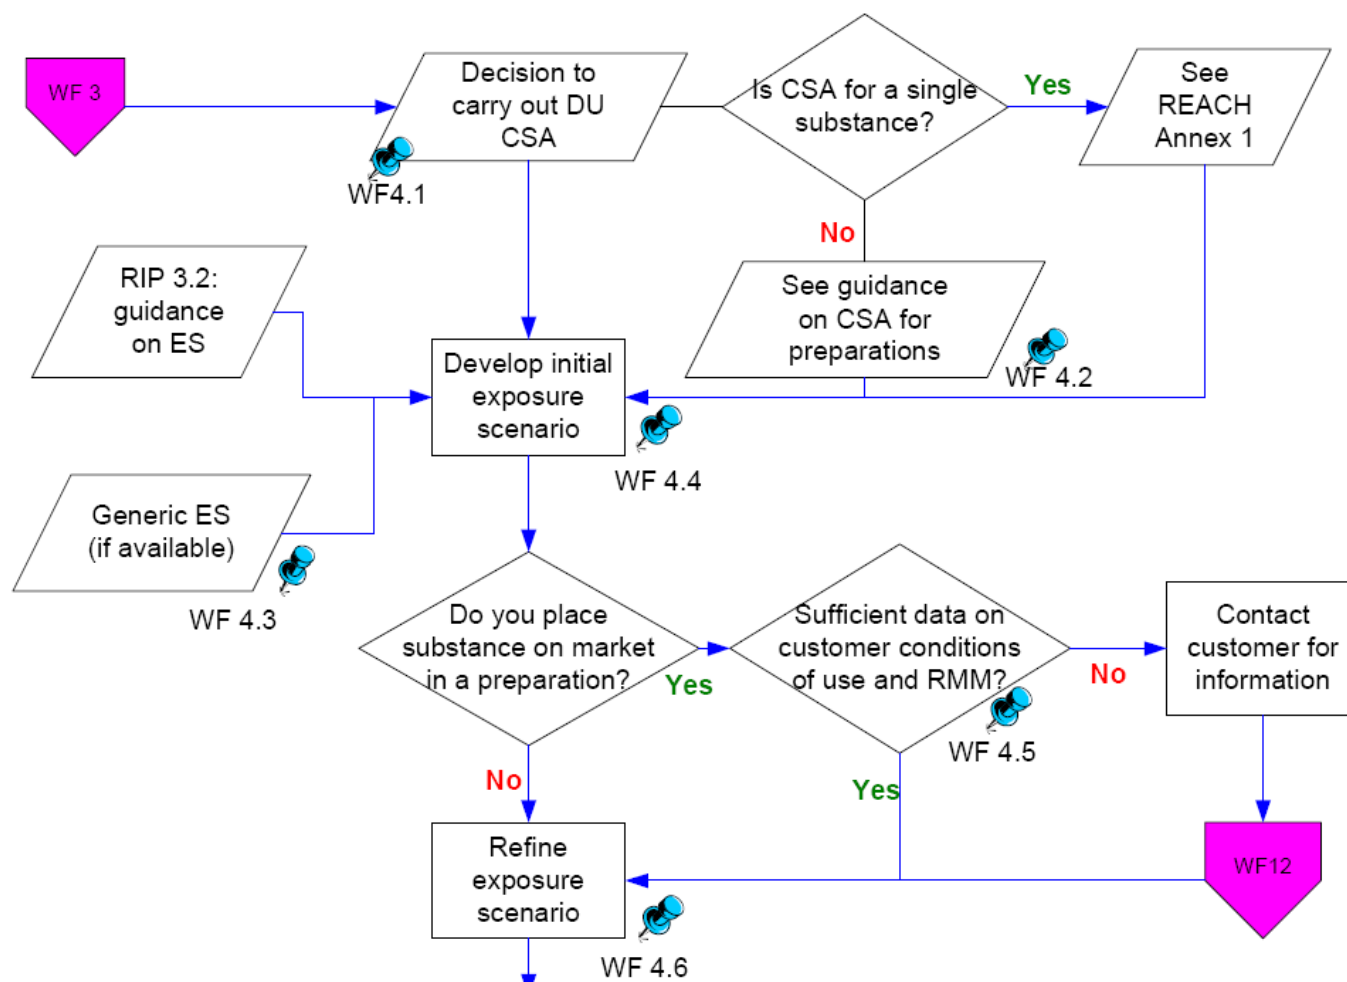 WF 3
Decision to
carry out DU
CSA
WF4.1
Is CSA for a single
substance?
Yes
See
REACH
Annex 1
No
RIP 3.2:
guidance
on ES
See guidance
on CSA for
preparations
WF 4.2
Develop initial
exposure
scenario
WF 4.4
Generic ES
(if available)
WF 4.3
Do you place
substance on market
in a preparation?
Yes
Sufficient data on
customer conditions
of use and RMM?
No
WF 4.5
Contact
customer for
information
No
Yes
Refine
exposure
scenario
WF 4.6
WF12